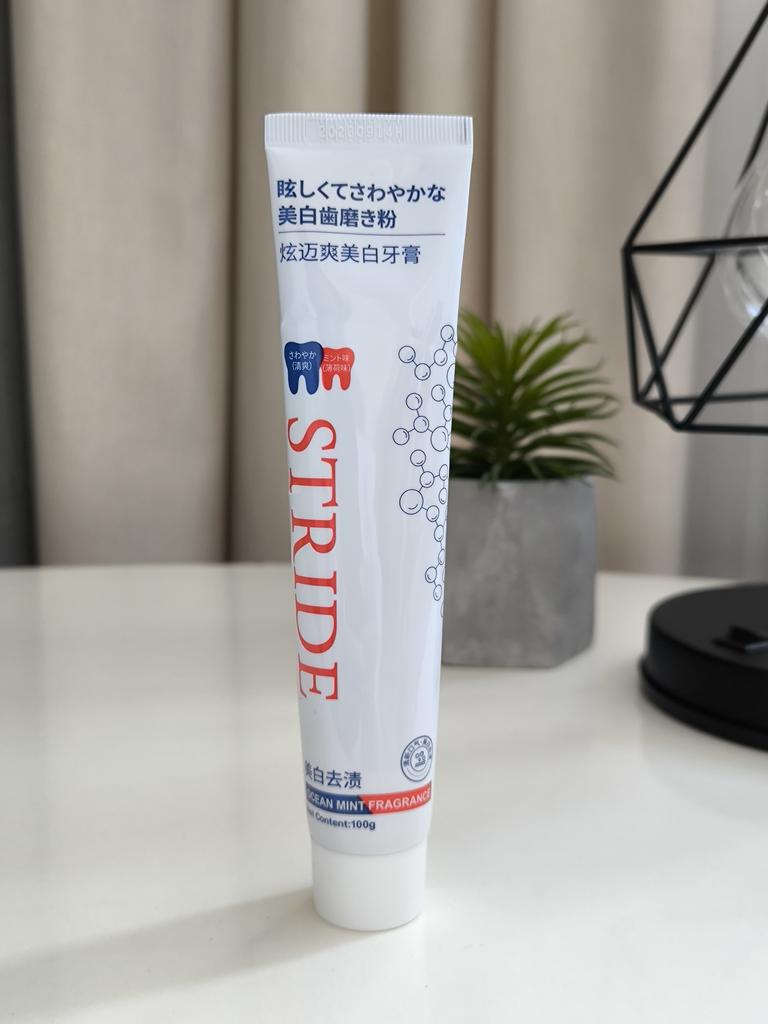 眩しくてさわやかな
美白歯磨き粉
炫迈爽美白牙膏
さわやか
(清爽)
ミント味
(薄荷味)
STRIDE
美白去渍
OCEAN MINT FRAGRANCE
Net Content:100g